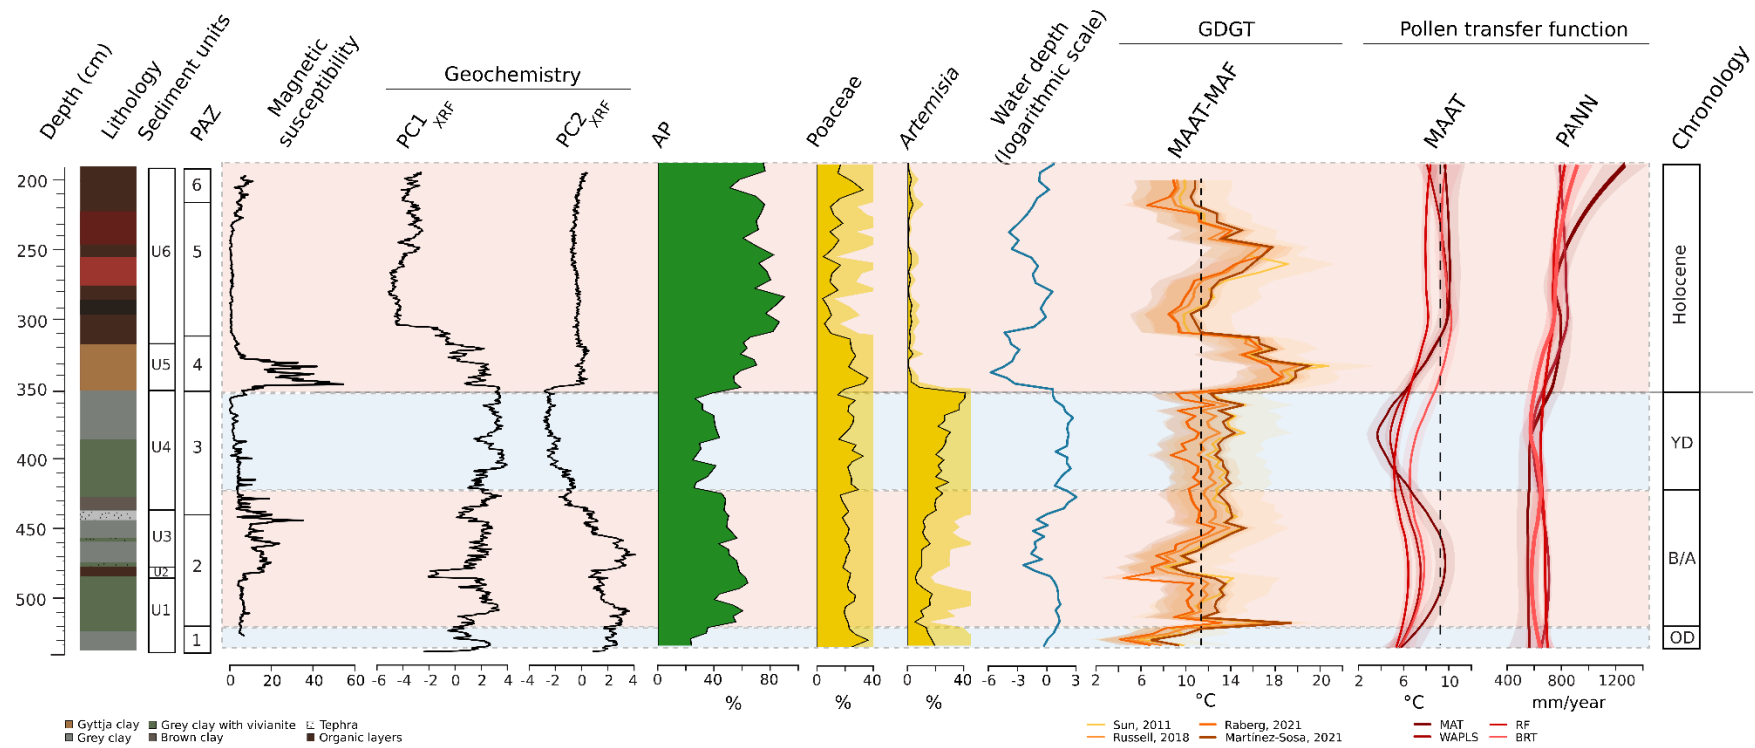 GDGT
Pollen transfer function
Geochemistry
Depth (cm)
Lithology
Sediment units
PAZ
Magnetic
susceptibility
PC1 XRF
PC2 XRF
AP
Poaceae
Artemisia
Water depth
(logarithmic scale)
MAAT-MAF
MAAT
PANN
Chronology
200
250
300
350
400
450
500
U6
U5
U4
U3
U2
U1
6
5
4
3
2
1
Holocene
YD
B/A
OD
0 20 40 60
-6 -4 -2 0 2 4
-4 -2 0 2 4
0 40 80
%
0 40
%
0 40
%
-6 -3 0 3
2 6 10 14 18 22
°C
2 6 10
°C
400 800 1200
mm/year
Gyttja clay
Grey clay
Grey clay with vivianite
Brown clay
Tephra
Organic layers
Sun, 2011
Russell, 2018
Raberg, 2021
Martínez-Sosa, 2021
MAT
WAPLS
RF
BRT